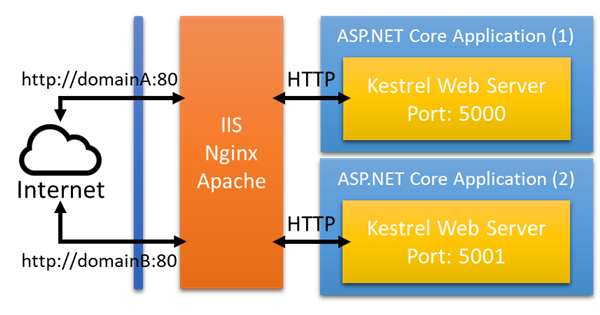 ASP.NET Core Application (1)
http://domainA:80
HTTP
Kestrel Web Server
Port: 5000
IIS
Nginx
Apache
Internet
ASP.NET Core Application (2)
http://domainB:80
HTTP
Kestrel Web Server
Port: 5001